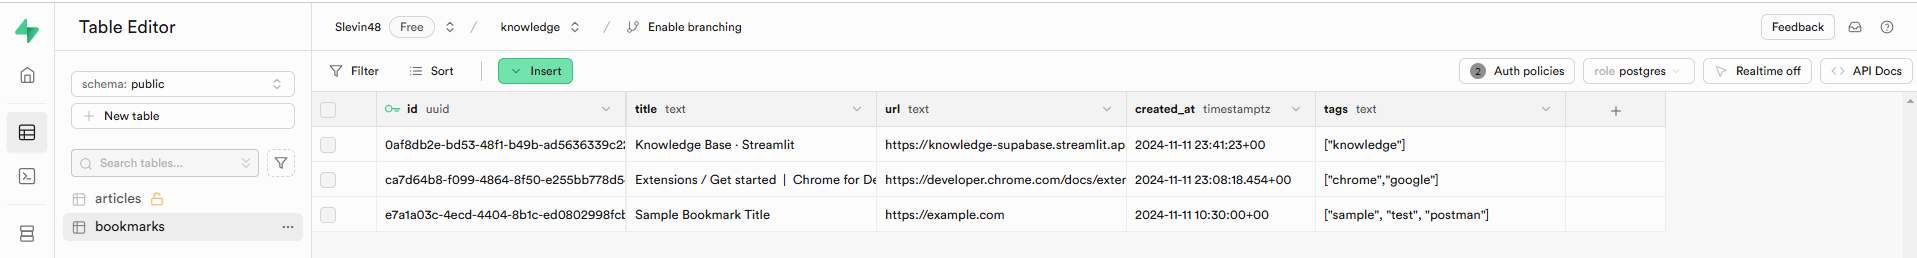 Table Editor
Slevin48 Free / knowledge / Enable branching
Feedback
schema: public
New table
Search tables...
articles
bookmarks
Filter Sort Insert
2 Auth policies role postgres Realtime off API Docs
id uuid title text url text created_at timestamptz tags text
0af8db2e-bd53-48f1-b49b-ad5636339c22 Knowledge Base · Streamlit https://knowledge-supabase.streamlit.ap 2024-11-11 23:41:23+00 ["knowledge"]
ca7d64b8-f099-4864-8f50-e255bb778d5 Extensions / Get started | Chrome for De https://developer.chrome.com/docs/exten 2024-11-11 23:08:18.454+00 ["chrome","google"]
e7a1a03c-4ecd-4404-8b1c-ed0802998fcb Sample Bookmark Title https://example.com 2024-11-11 10:30:00+00 ["sample", "test", "postman"]